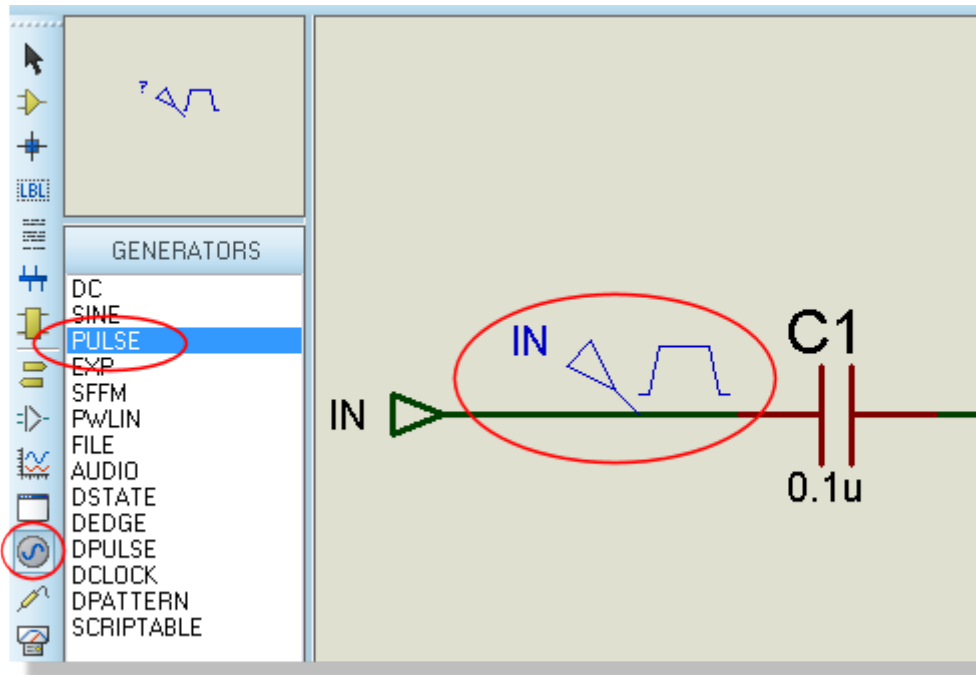 ?
LBL
GENERATORS
DC
SINE
PULSE
EXP
SFFM
PWLIN
FILE
AUDIO
DSTATE
DEDGE
DPULSE
DCLOCK
DPATTERN
SCRIPTABLE
IN
IN
C1
0.1u